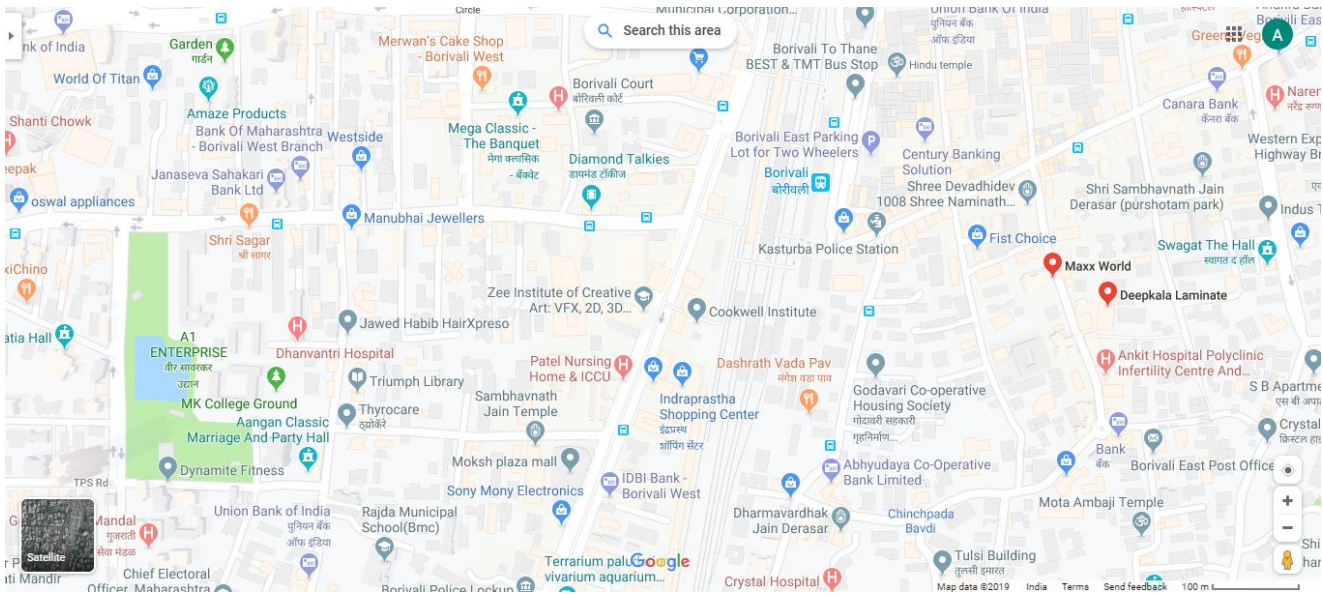 Circle
Municipal Corporation...
Union Bank Of India
यूनियन बैंक
ऑफ इंडिया
Search this area
A
nk of India
Garden
गार्डन
World Of Titan
Amaze Products
Shanti Chowk
Bank Of Maharashtra
- Borivali West Branch
Westside
Janaseva Sahakari
Bank Ltd
epak
oswal appliances
Manubhai Jewellers
Shri Sagar
श्री सागर
xiChino
atia Hall
Merwan's Cake Shop
- Borivali West
Borivali Court
बोरिवली कोर्ट
Mega Classic -
The Banquet
मेगा क्लासिक
- बँक्वेट
Diamond Talkies
डायमंड टॉकीज
Borivali To Thane
BEST & TMT Bus Stop
Hindu temple
Borivali East Parking
Lot for Two Wheelers
Borivali
बोरीवली
Century Banking
Solution
Shree Devadhidev
1008 Shree Naminath...
Kasturba Police Station
Fist Choice
Borivili Eas
Canara Bank
कॅनरा बँक
Naren
Western Exp
Highway Br
Shri Sambhavnath Jain
Derasar (purshotam park)
Indus T
Swagat The Hall
स्वागत द हॉल
Maxx World
Deepkala Laminate
Zee Institute of Creative
Art: VFX, 2D, 3D...
Cookwell Institute
Jawed Habib HairXpreso
A1
ENTERPRISE
वीर सावरकर
उद्यान
Dhanvantri Hospital
Triumph Library
MK College Ground
Thyrocare
ठ्योकेरे
Aangan Classic
Marriage And Party Hall
Dynamite Fitness
TPS Rd
Patel Nursing
Home & ICCU
Sambhavnath
Jain Temple
Indraprastha
Shopping Center
इंद्रप्रस्थ
शॉपिंग सेंटर
Dashrath Vada Pav
मंगेश वडा पाव
Godavari Co-operative
Housing Society
गोदावरी सहकारी
गृहनिर्माण...
Ankit Hospital Polyclinic
Infertility Centre And...
S B Apartme
एस बी अपा
Crystal
क्रिस्टल हाइ
Bank
बैंक
Borivali East Post Office
Moksh plaza mall
IDBI Bank -
Borivali West
Sony Mony Electronics
Abhyudaya Co-Operative
Bank Limited
Dharmavardhak
Jain Derasar
Chinchpada
Bavdi
Mota Ambaji Temple
Tulsi Building
तुलसी इमारत
Satellite
Mandal
गुजराती
सेवा मंडळ
ati Mandir
Union Bank of India
यूनियन बैंक
ऑफ इंडिया
Rajda Municipal
School(Bmc)
Chief Electoral
Officer, Maharashtra
Borivali Police Lockup
Terrarium palu
vivarium aquarium...
Google
Crystal Hospital
Map data ©2019 India Terms Send feedback 100 m